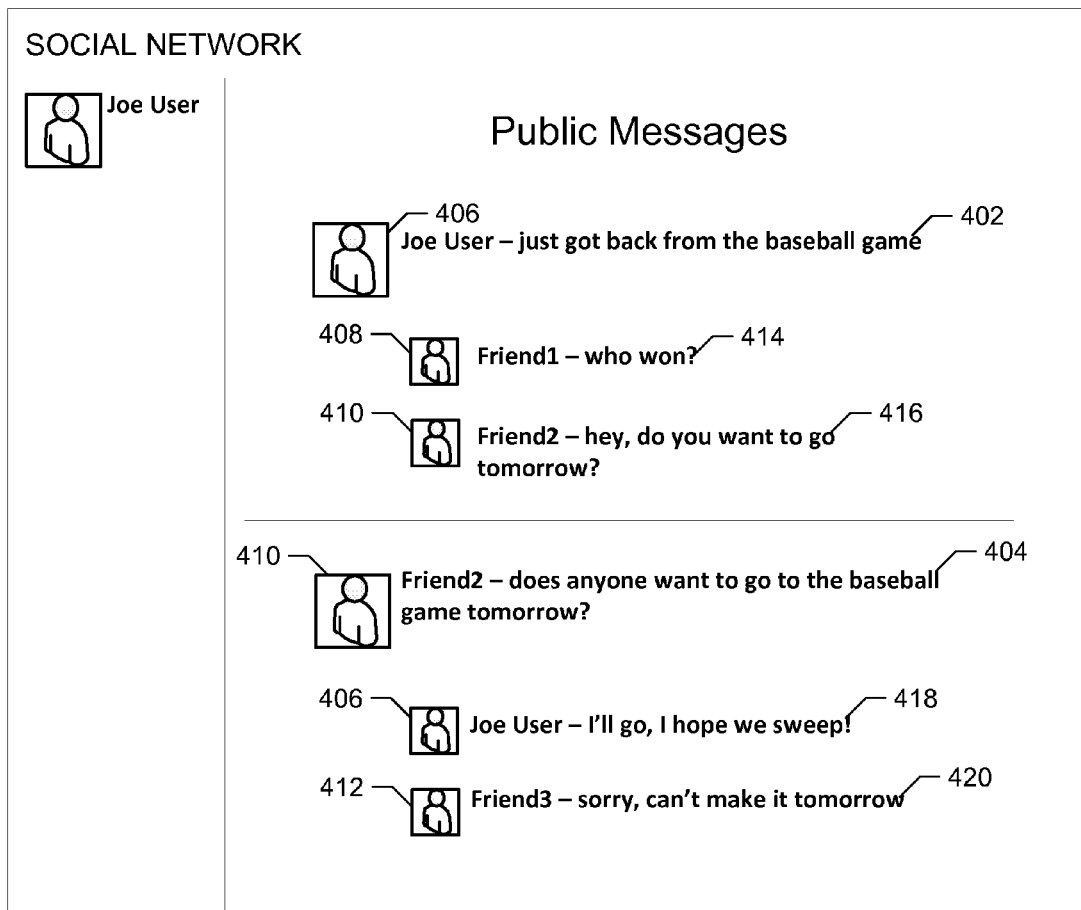 SOCIAL NETWORK
Joe User
Public Messages
406
402
Joe User – just got back from the baseball game
408
414
Friend1 – who won?
410
416
Friend2 – hey, do you want to go
tomorrow?
410
404
Friend2 – does anyone want to go to the baseball
game tomorrow?
406
418
Joe User – I'll go, I hope we sweep!
412
420
Friend3 – sorry, can't make it tomorrow